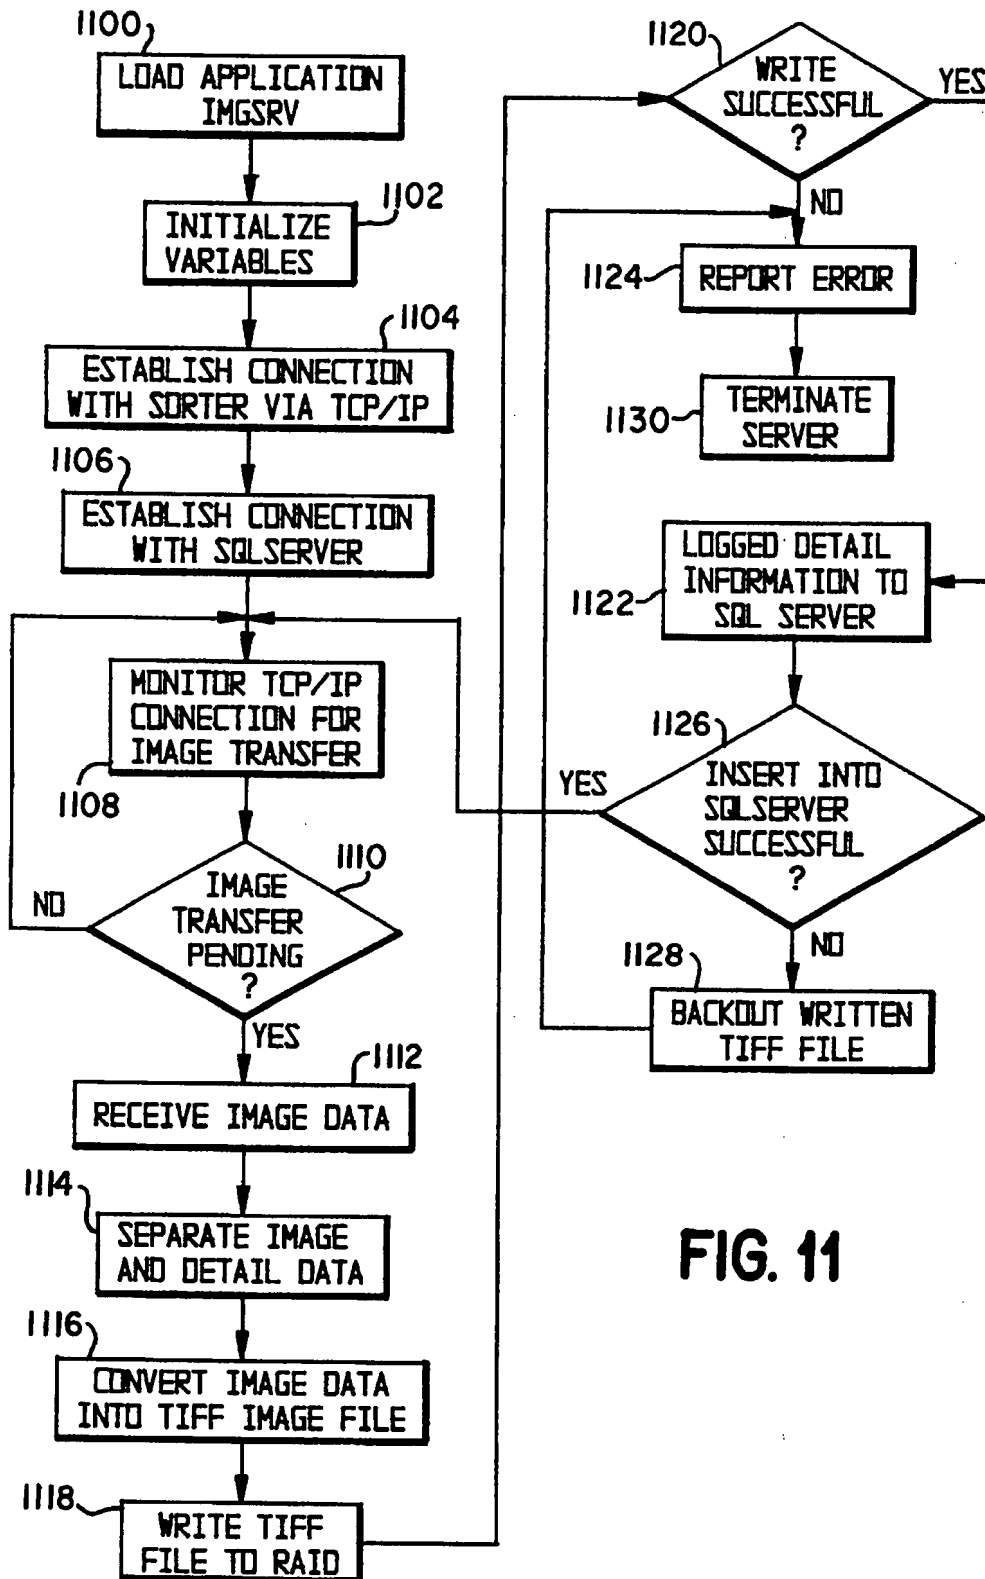 1100
LOAD APPLICATION
IMGSRV
1102
INITIALIZE
VARIABLES
1104
ESTABLISH CONNECTION
WITH SORTER VIA TCP/IP
1106
ESTABLISH CONNECTION
WITH SQLSERVER
MONITOR TCP/IP
CONNECTION FOR
IMAGE TRANSFER
1108
1110
IMAGE
TRANSFER
PENDING
?
NO
YES
1112
RECEIVE IMAGE DATA
1114
SEPARATE IMAGE
AND DETAIL DATA
1116
CONVERT IMAGE DATA
INTO TIFF IMAGE FILE
1118
WRITE TIFF
FILE TO RAID
1120
WRITE
SUCCESSFUL
?
YES
NO
1124
REPORT ERROR
1130
TERMINATE
SERVER
1122
LOGGED DETAIL
INFORMATION TO
SQL SERVER
1126
INSERT INTO
SQLSERVER
SUCCESSFUL
?
YES
NO
1128
BACKOUT WRITTEN
TIFF FILE
FIG. 11